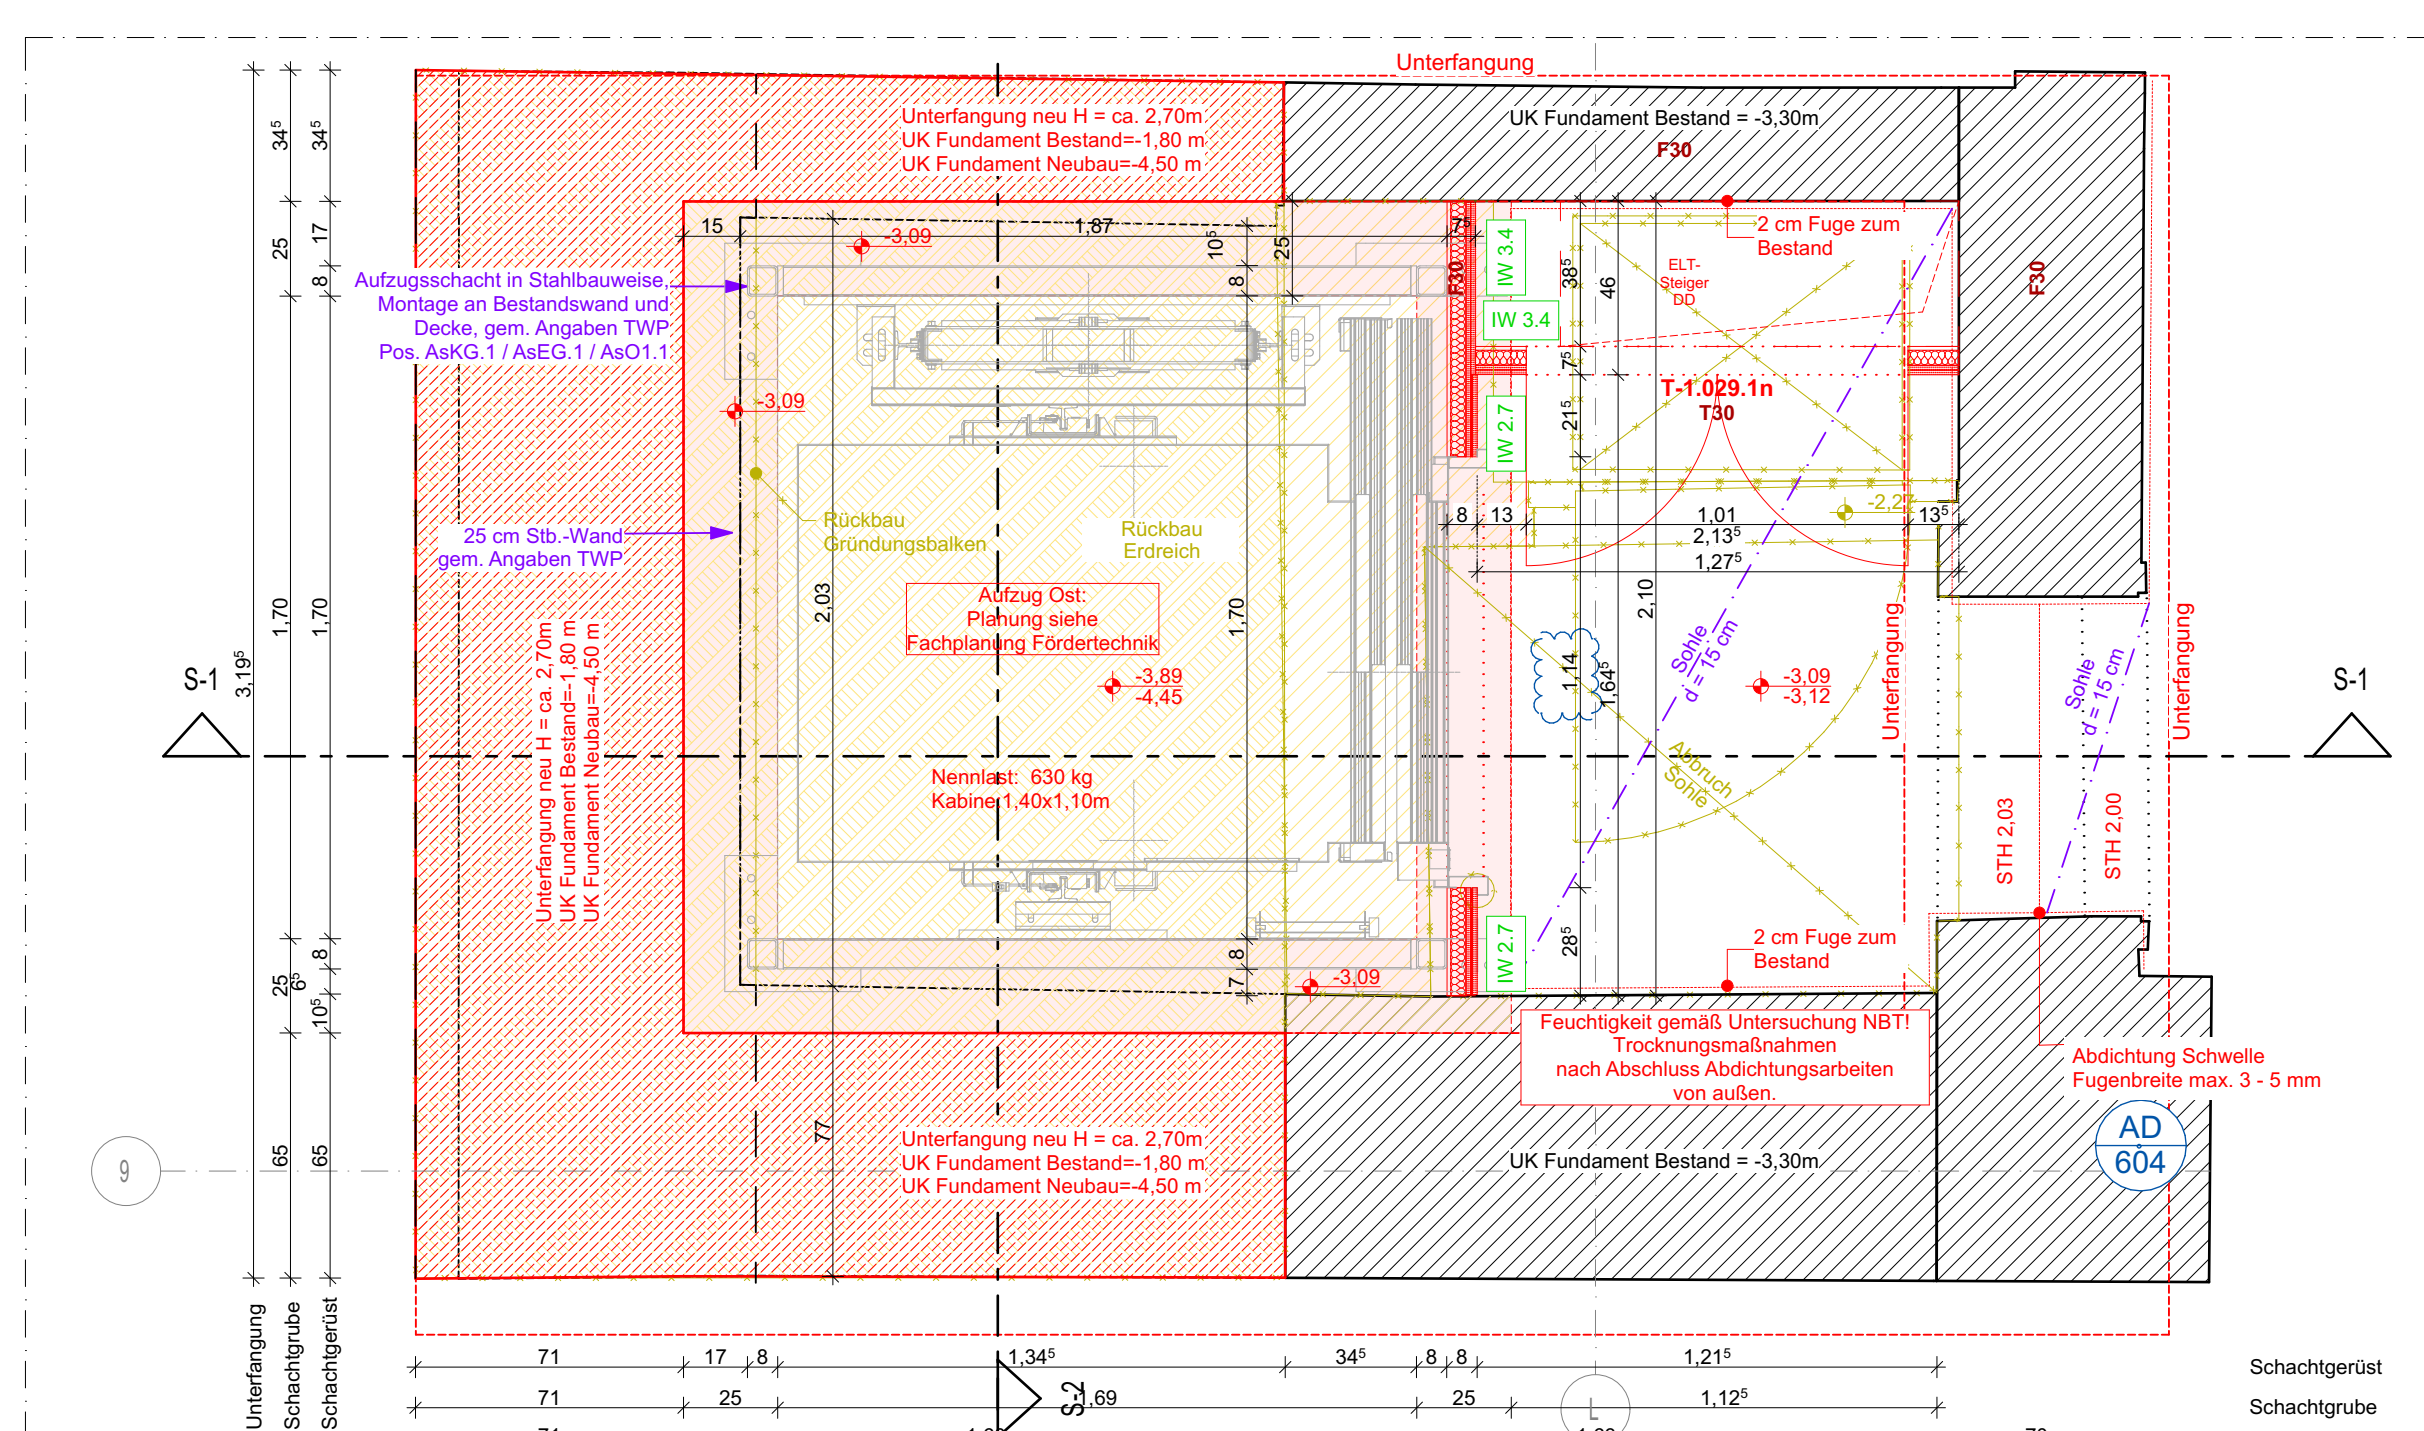 Unterfangung
Unterfangung neu H = ca. 2,70m
UK Fundament Bestand=-1,80 m
UK Fundament Neubau=-4,50 m
UK Fundament Bestand = -3,30m
F30
34⁵
34⁵
25
17
8
15
-3,09
1,87
10⁵
25
8
7⁵
F30
IW 3.4
IW 3.4
2 cm Fuge zum
Bestand
ELT-
Steiger
DD
38⁵
46
F30
Aufzugsschacht in Stahlbauweise,
Montage an Bestandswand und
Decke, gem. Angaben TWP
Pos. AsKG.1 / AsEG.1 / AsO1.1
-3,09
7⁵
21⁵
T-1.029.1n
T30
IW 2.7
-2,27
8
13
1,01
13⁵
2,13⁵
1,27⁵
25 cm Stb.-Wand
gem. Angaben TWP
Rückbau
Gründungsbalken
Rückbau
Erdreich
2,03
1,70
Aufzug Ost:
Planung siehe
Fachplanung Fördertechnik
-3,89
-4,45
1,14
1,64⁵
2,10
Sohle
d = 15 cm
-3,09
-3,12
Unterfangung
Sohle
d = 15 cm
Unterfangung
S-1
3,19⁵
1,70
1,70
Unterfangung neu H = ca. 2,70m
UK Fundament Bestand=-1,80 m
UK Fundament Neubau=-4,50 m
S-1
Nennlast: 630 kg
Kabine 1,40x1,10m
Abbruch
Sohle
STH 2,03
STH 2,00
25
6⁵
8
10⁵
8
7
-3,09
IW 2.7
28⁵
2 cm Fuge zum
Bestand
Feuchtigkeit gemäß Untersuchung NBT!
Trocknungsmaßnahmen
nach Abschluss Abdichtungsarbeiten
von außen.
Abdichtung Schwelle
Fugenbreite max. 3 - 5 mm
AD
604
9
65
65
77
Unterfangung neu H = ca. 2,70m
UK Fundament Bestand=-1,80 m
UK Fundament Neubau=-4,50 m
UK Fundament Bestand = -3,30m
Unterfangung
Schachtgrube
Schachtgerüst
71
17
8
1,34⁵
34⁵
8
8
1,21⁵
Schachtgerüst
S-2
71
25
1,69
25
L
1,12⁵
Schachtgrube